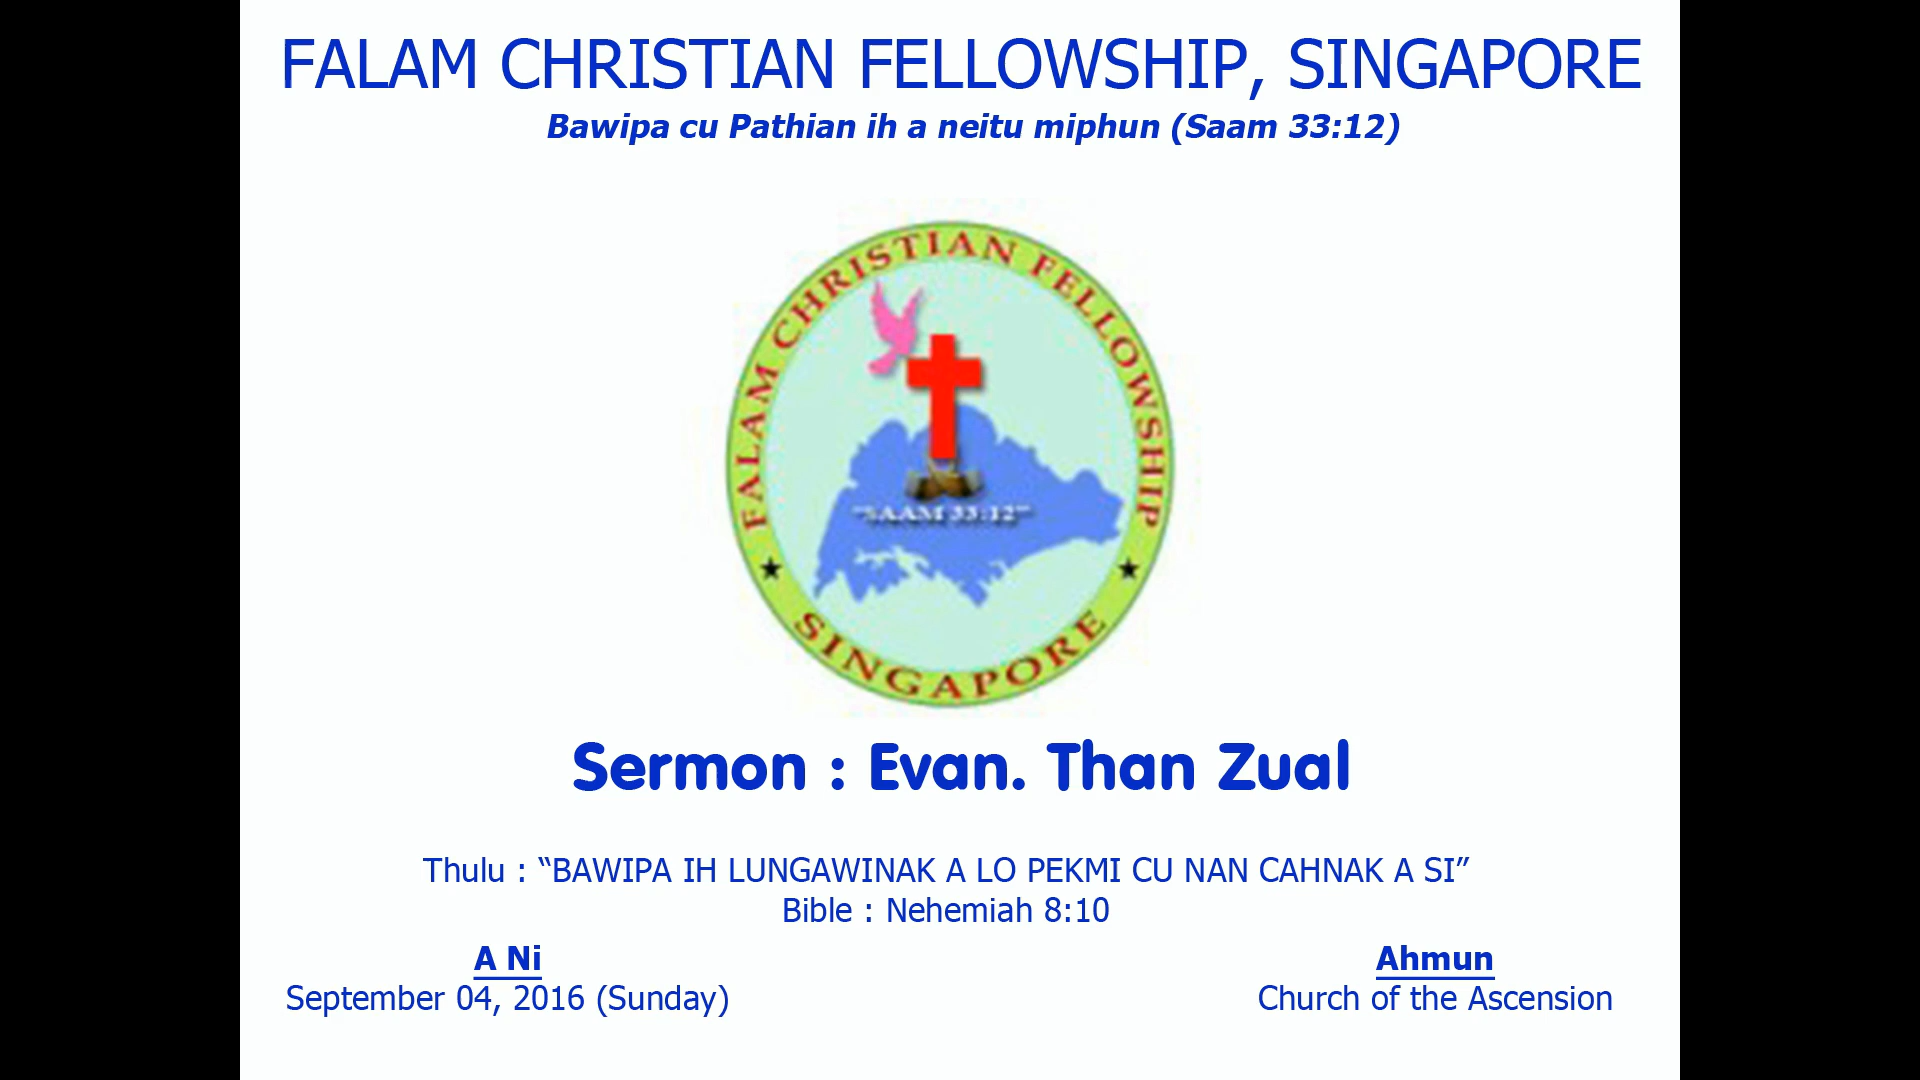 FALAM CHRISTIAN FELLOWSHIP, SINGAPORE
Bawipa cu Pathian ih a neitu miphun (Saam 33:12)
FALAM CHRISTIAN FELLOWSHIP
"SAAM 33:12"
★ SINGAPORE ★
Sermon : Evan. Than Zual
Thulu : “BAWIPA IH LUNGAWINAK A LO PEKMI CU NAN CAHNAK A SI”
Bible : Nehemiah 8:10
A Ni
September 04, 2016 (Sunday)
Ahmun
Church of the Ascension